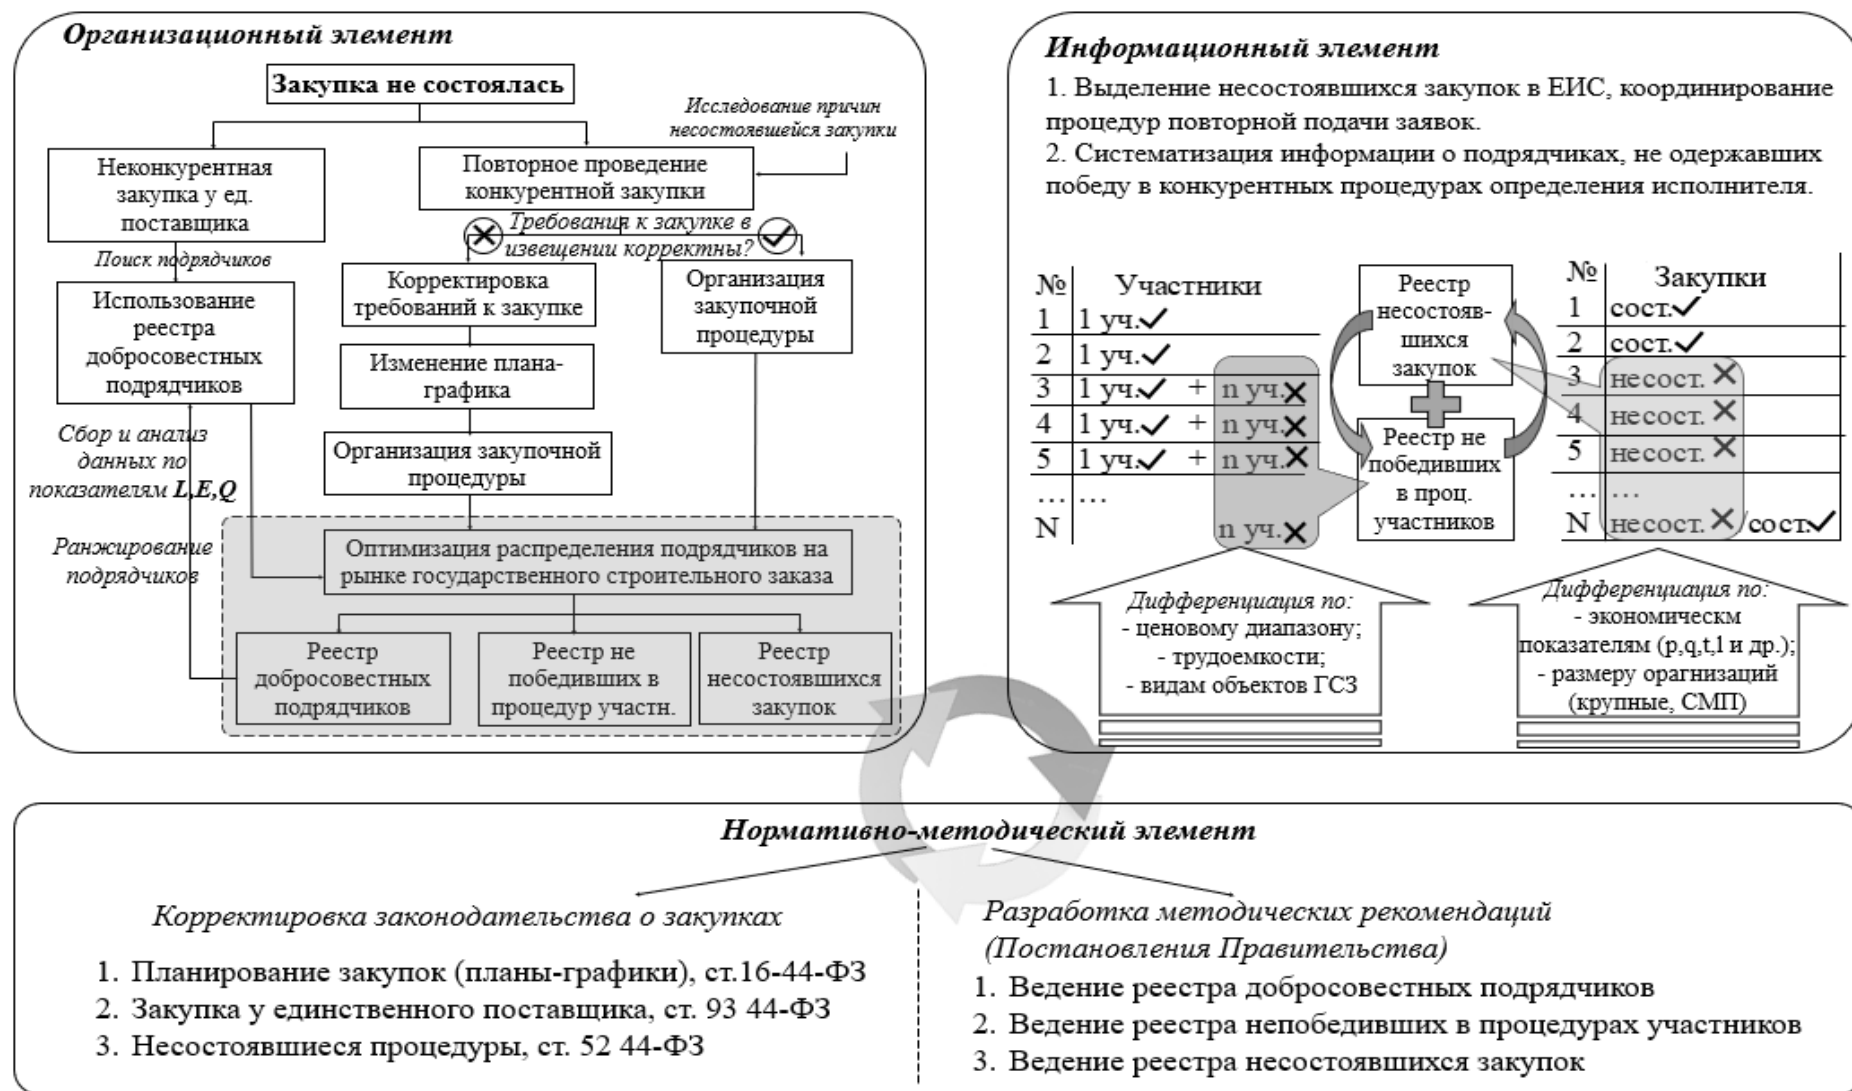 Организационный элемент
Закупка не состоялась
Исследование причин
несостоявшейся закупки
Неконкурентная
закупка у ед.
поставщика
Повторное проведение
конкурентной закупки
Требования к закупке в
извещении корректны?
Поиск подрядчиков
Использование
реестра
добросовестных
подрядчиков
Корректировка
требований к закупке
Организация
закупочной
процедуры
Изменение плана-
графика
Сбор и анализ
данных по
показателям L,E,Q
Организация закупочной
процедуры
Ранжирование
подрядчиков
Оптимизация распределения подрядчиков на
рынке государственного строительного заказа
Реестр
добросовестных
подрядчиков
Реестр не
победивших в
процедур участн.
Реестр
несостоявшихся
закупок
Информационный элемент
1. Выделение несостоявшихся закупок в ЕИС, координирование
процедур повторной подачи заявок.
2. Систематизация информации о подрядчиках, не одержавших
победу в конкурентных процедурах определения исполнителя.
№ Участники
1 1 уч.✓
2 1 уч.✓
3 1 уч.✓ + n уч.✕
4 1 уч.✓ + n уч.✕
5 1 уч.✓ + n уч.✕
... ...
N n уч.✕
Реестр
несостояв-
шихся
закупок
Реестр не
победивших
в проц.
участников
№ Закупки
1 сост.✓
2 сост.✓
3 несост. ✕
4 несост. ✕
5 несост. ✕
... ...
N несост. ✕/сост.✓
Дифференциация по:
- ценовому диапазону;
- трудоемкости;
- видам объектов ГСЗ
Дифференциация по:
- экономическм
показателям (p,q,t,l и др.);
- размеру орагнизаций
(крупные, СМП)
Нормативно-методический элемент
Корректировка законодательства о закупках
1. Планирование закупок (планы-графики), ст.16-44-ФЗ
2. Закупка у единственного поставщика, ст. 93 44-ФЗ
3. Несостоявшиеся процедуры, ст. 52 44-ФЗ
Разработка методических рекомендаций
(Постановления Правительства)
1. Ведение реестра добросовестных подрядчиков
2. Ведение реестра непобедивших в процедурах участников
3. Ведение реестра несостоявшихся закупок